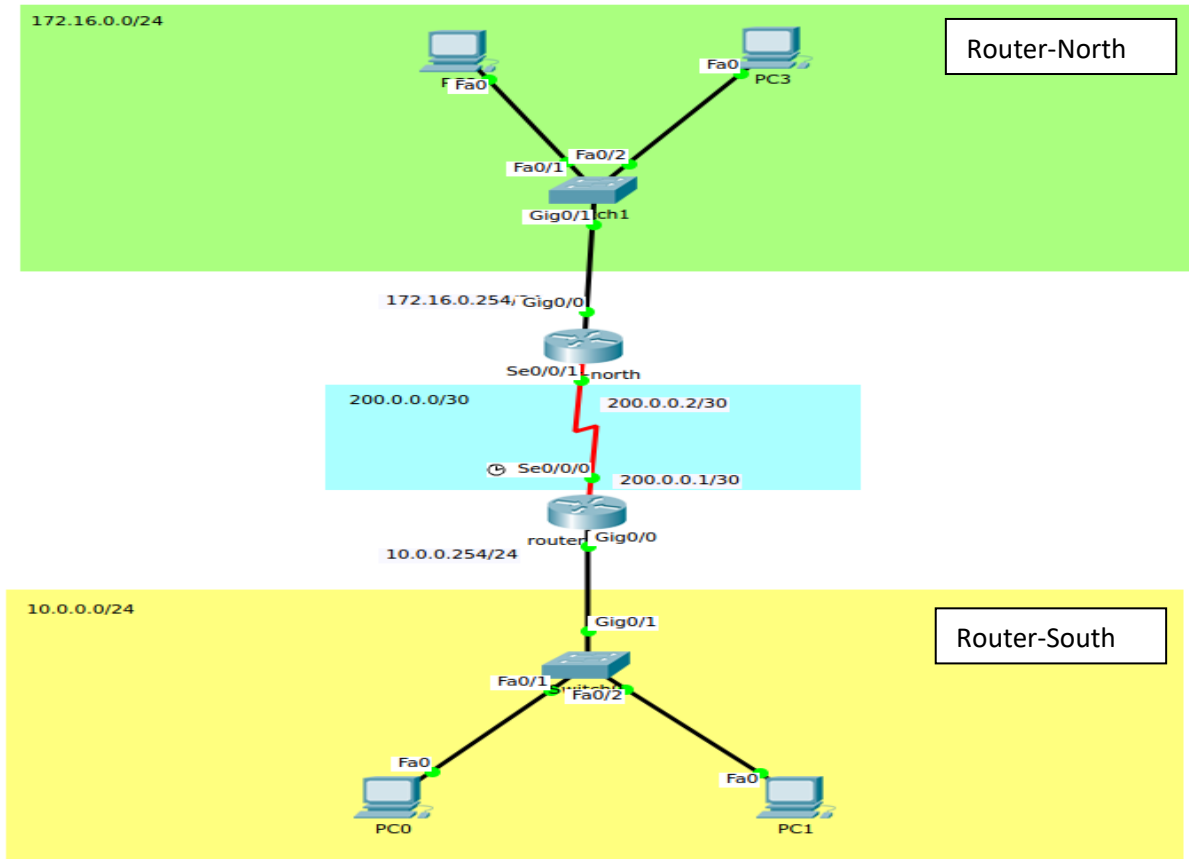 172.16.0.0/24
Router-North
Fa0
Fa0
PC3
Fa0/1
Fa0/2
Gig0/1
ch1
172.16.0.254/
Gig0/0
Se0/0/1
-north
200.0.0.0/30
200.0.0.2/30
Se0/0/0
200.0.0.1/30
router
Gig0/0
10.0.0.254/24
10.0.0.0/24
Router-South
Gig0/1
Fa0/1
Fa0/2
Fa0
Fa0
PC0
PC1